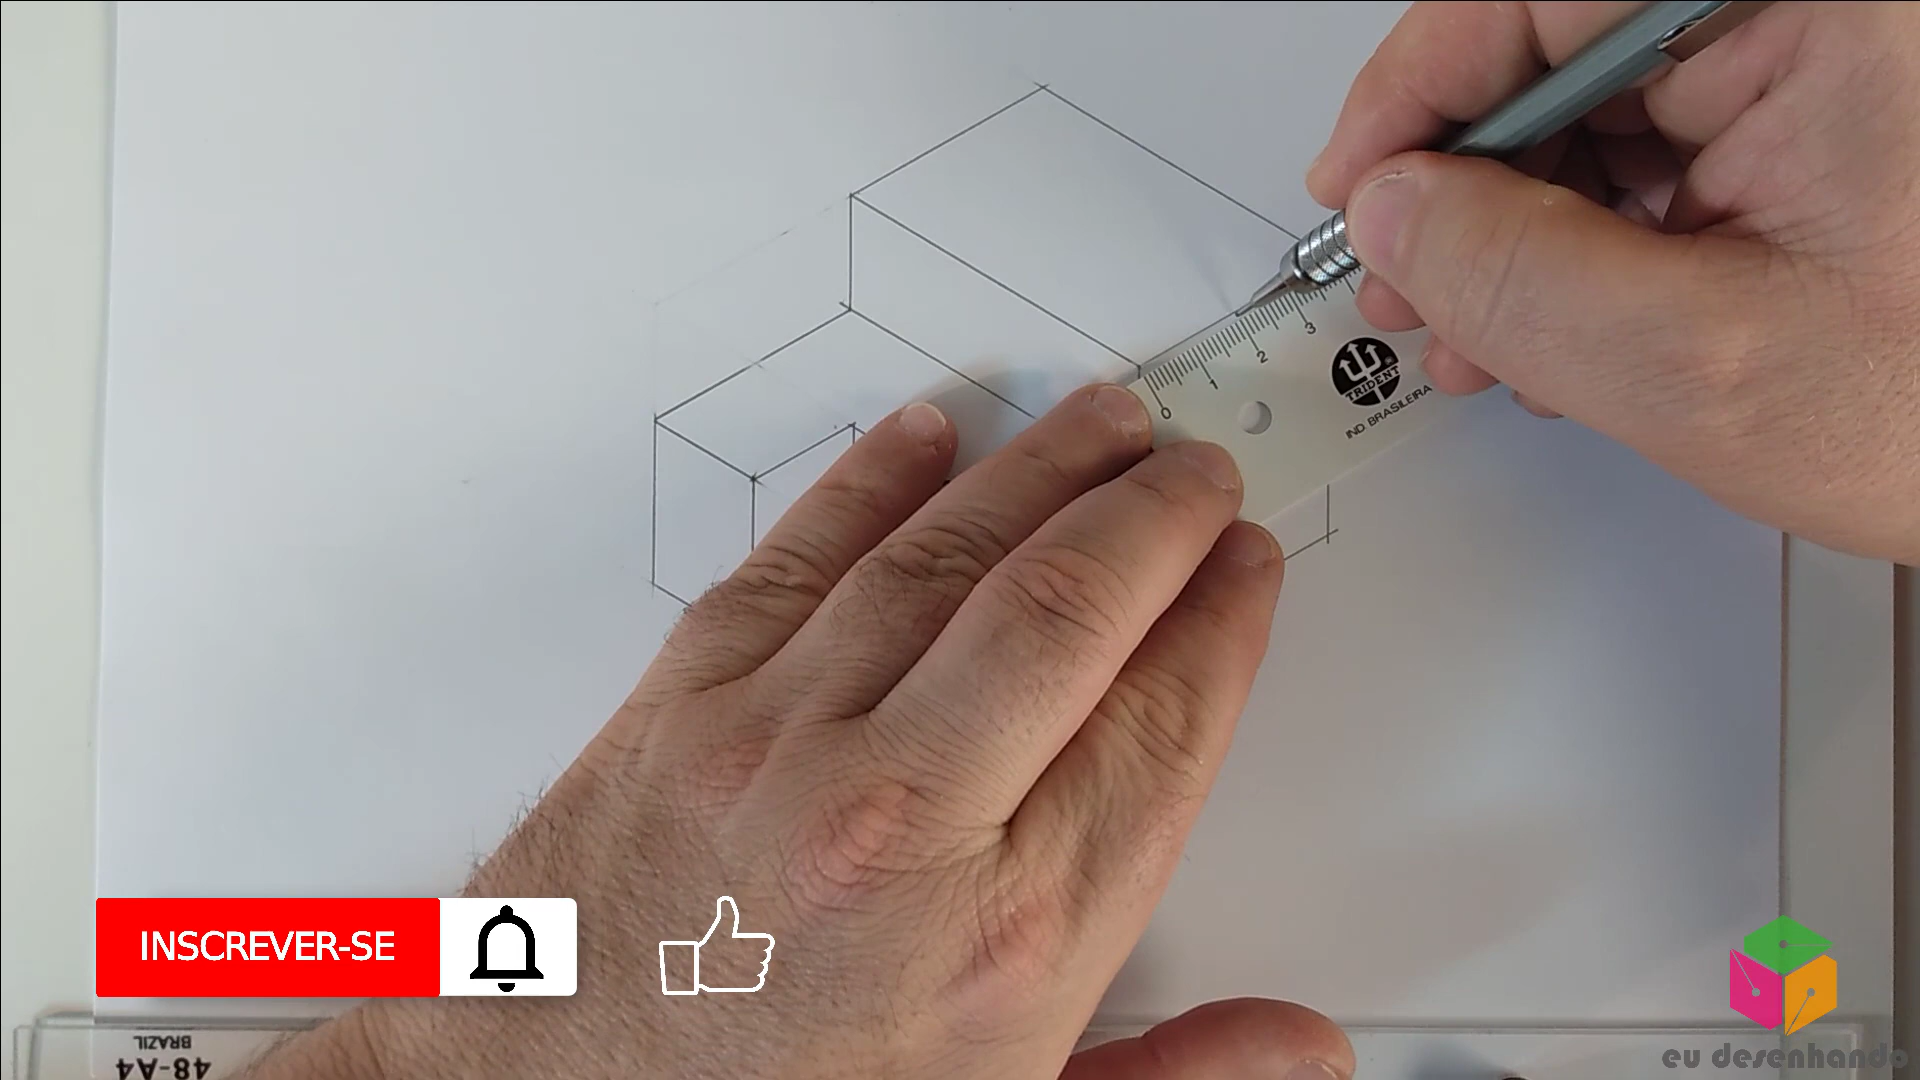 0 1 2 3
TRIDENT
IND. BRASILEIRA
INSCREVER-SE
BRAZIL
48-A4
eu desenhando